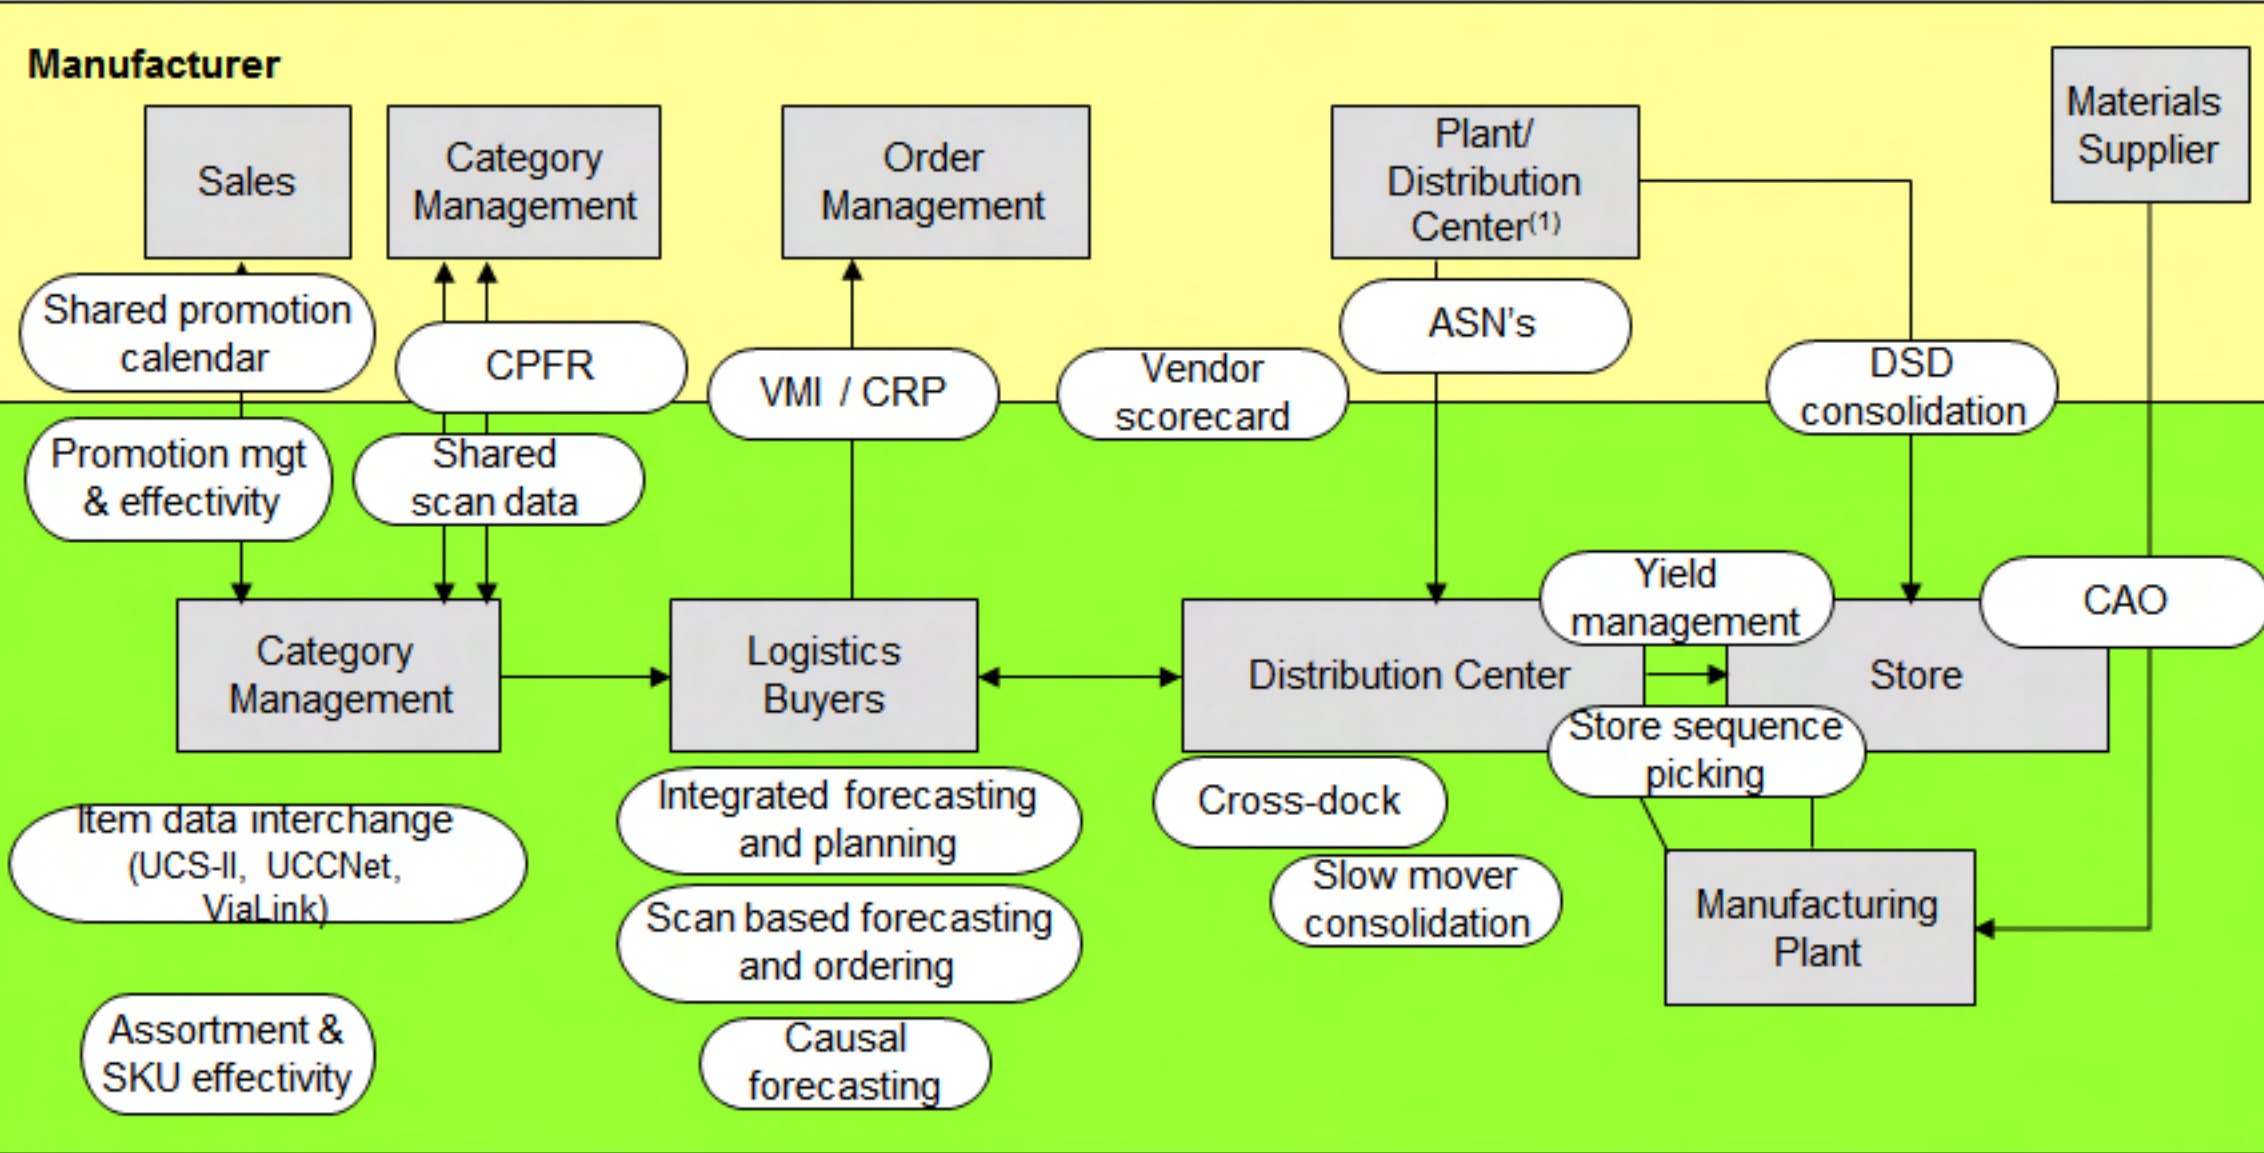 Manufacturer
Sales
Category
Management
Order
Management
Plant/
Distribution
Center(1)
Materials
Supplier
Shared promotion
calendar
CPFR
VMI / CRP
Vendor
scorecard
ASN's
DSD
consolidation
Promotion mgt
& effectivity
Shared
scan data
Yield
management
CAO
Category
Management
Logistics
Buyers
Distribution Center
Store
Store sequence
picking
Item data interchange
(UCS-II, UCCNet,
ViaLink)
Integrated forecasting
and planning
Cross-dock
Slow mover
consolidation
Manufacturing
Plant
Scan based forecasting
and ordering
Assortment &
SKU effectivity
Causal
forecasting